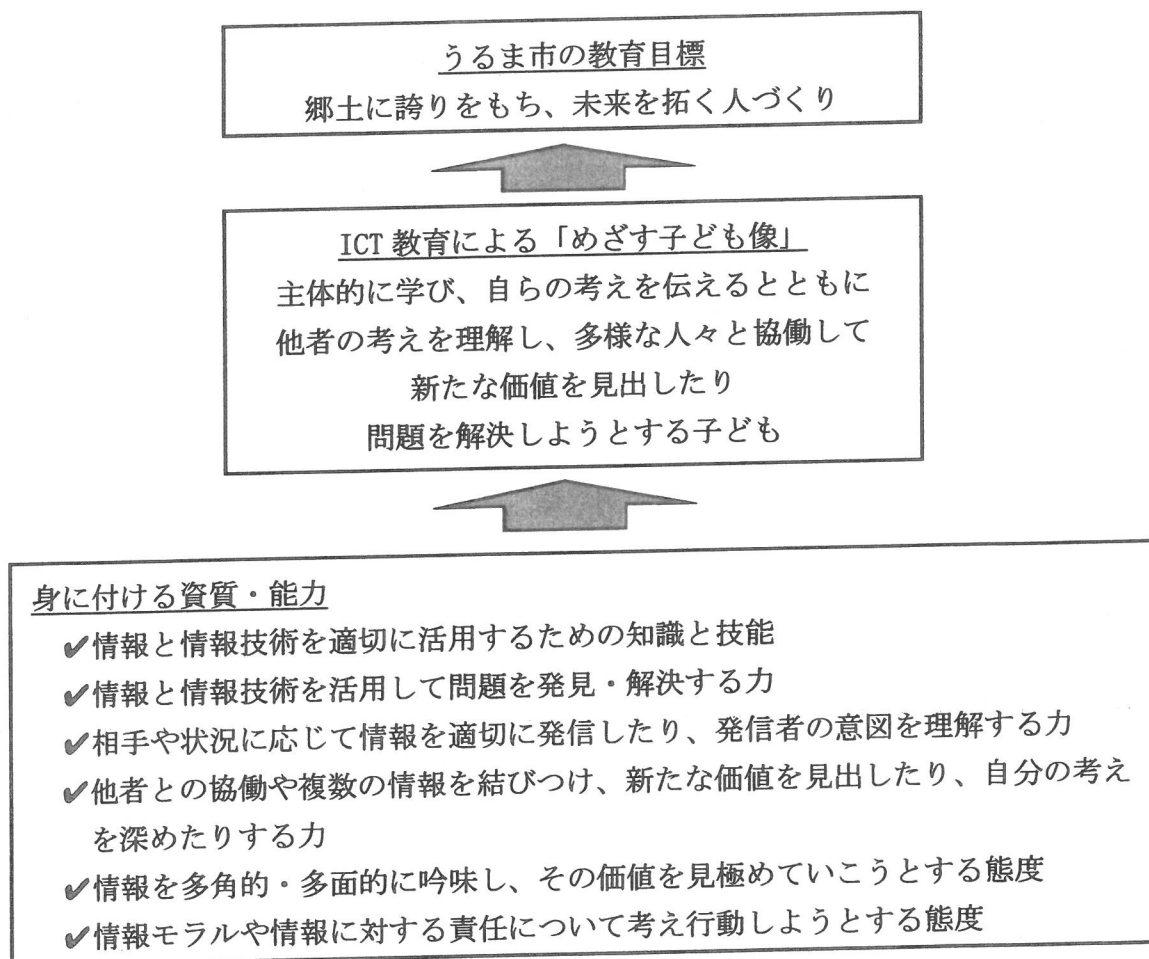 うるま市の教育目標
郷土に誇りをもち、未来を拓く人づくり
ICT教育による「めざす子ども像」
主体的に学び、自らの考えを伝えるとともに
他者の考えを理解し、多様な人々と協働して
新たな価値を見出したり
問題を解決しようとする子ども
身に付ける資質・能力
✔情報と情報技術を適切に活用するための知識と技能
✔情報と情報技術を活用して問題を発見・解決する力
✔相手や状況に応じて情報を適切に発信したり、発信者の意図を理解する力
✔他者との協働や複数の情報を結びつけ、新たな価値を見出したり、自分の考え
を深めたりする力
✔情報を多角的・多面的に吟味し、その価値を見極めていこうとする態度
✔情報モラルや情報に対する責任について考え行動しようとする態度